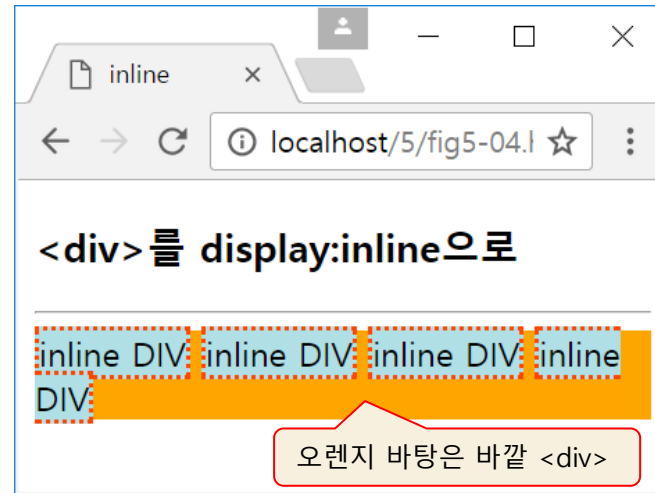 inline
localhost/5/fig5-04.h
<div>를 display:inline으로
inline DIV inline DIV inline DIV inline
DIV
오렌지 바탕은 바깥 <div>